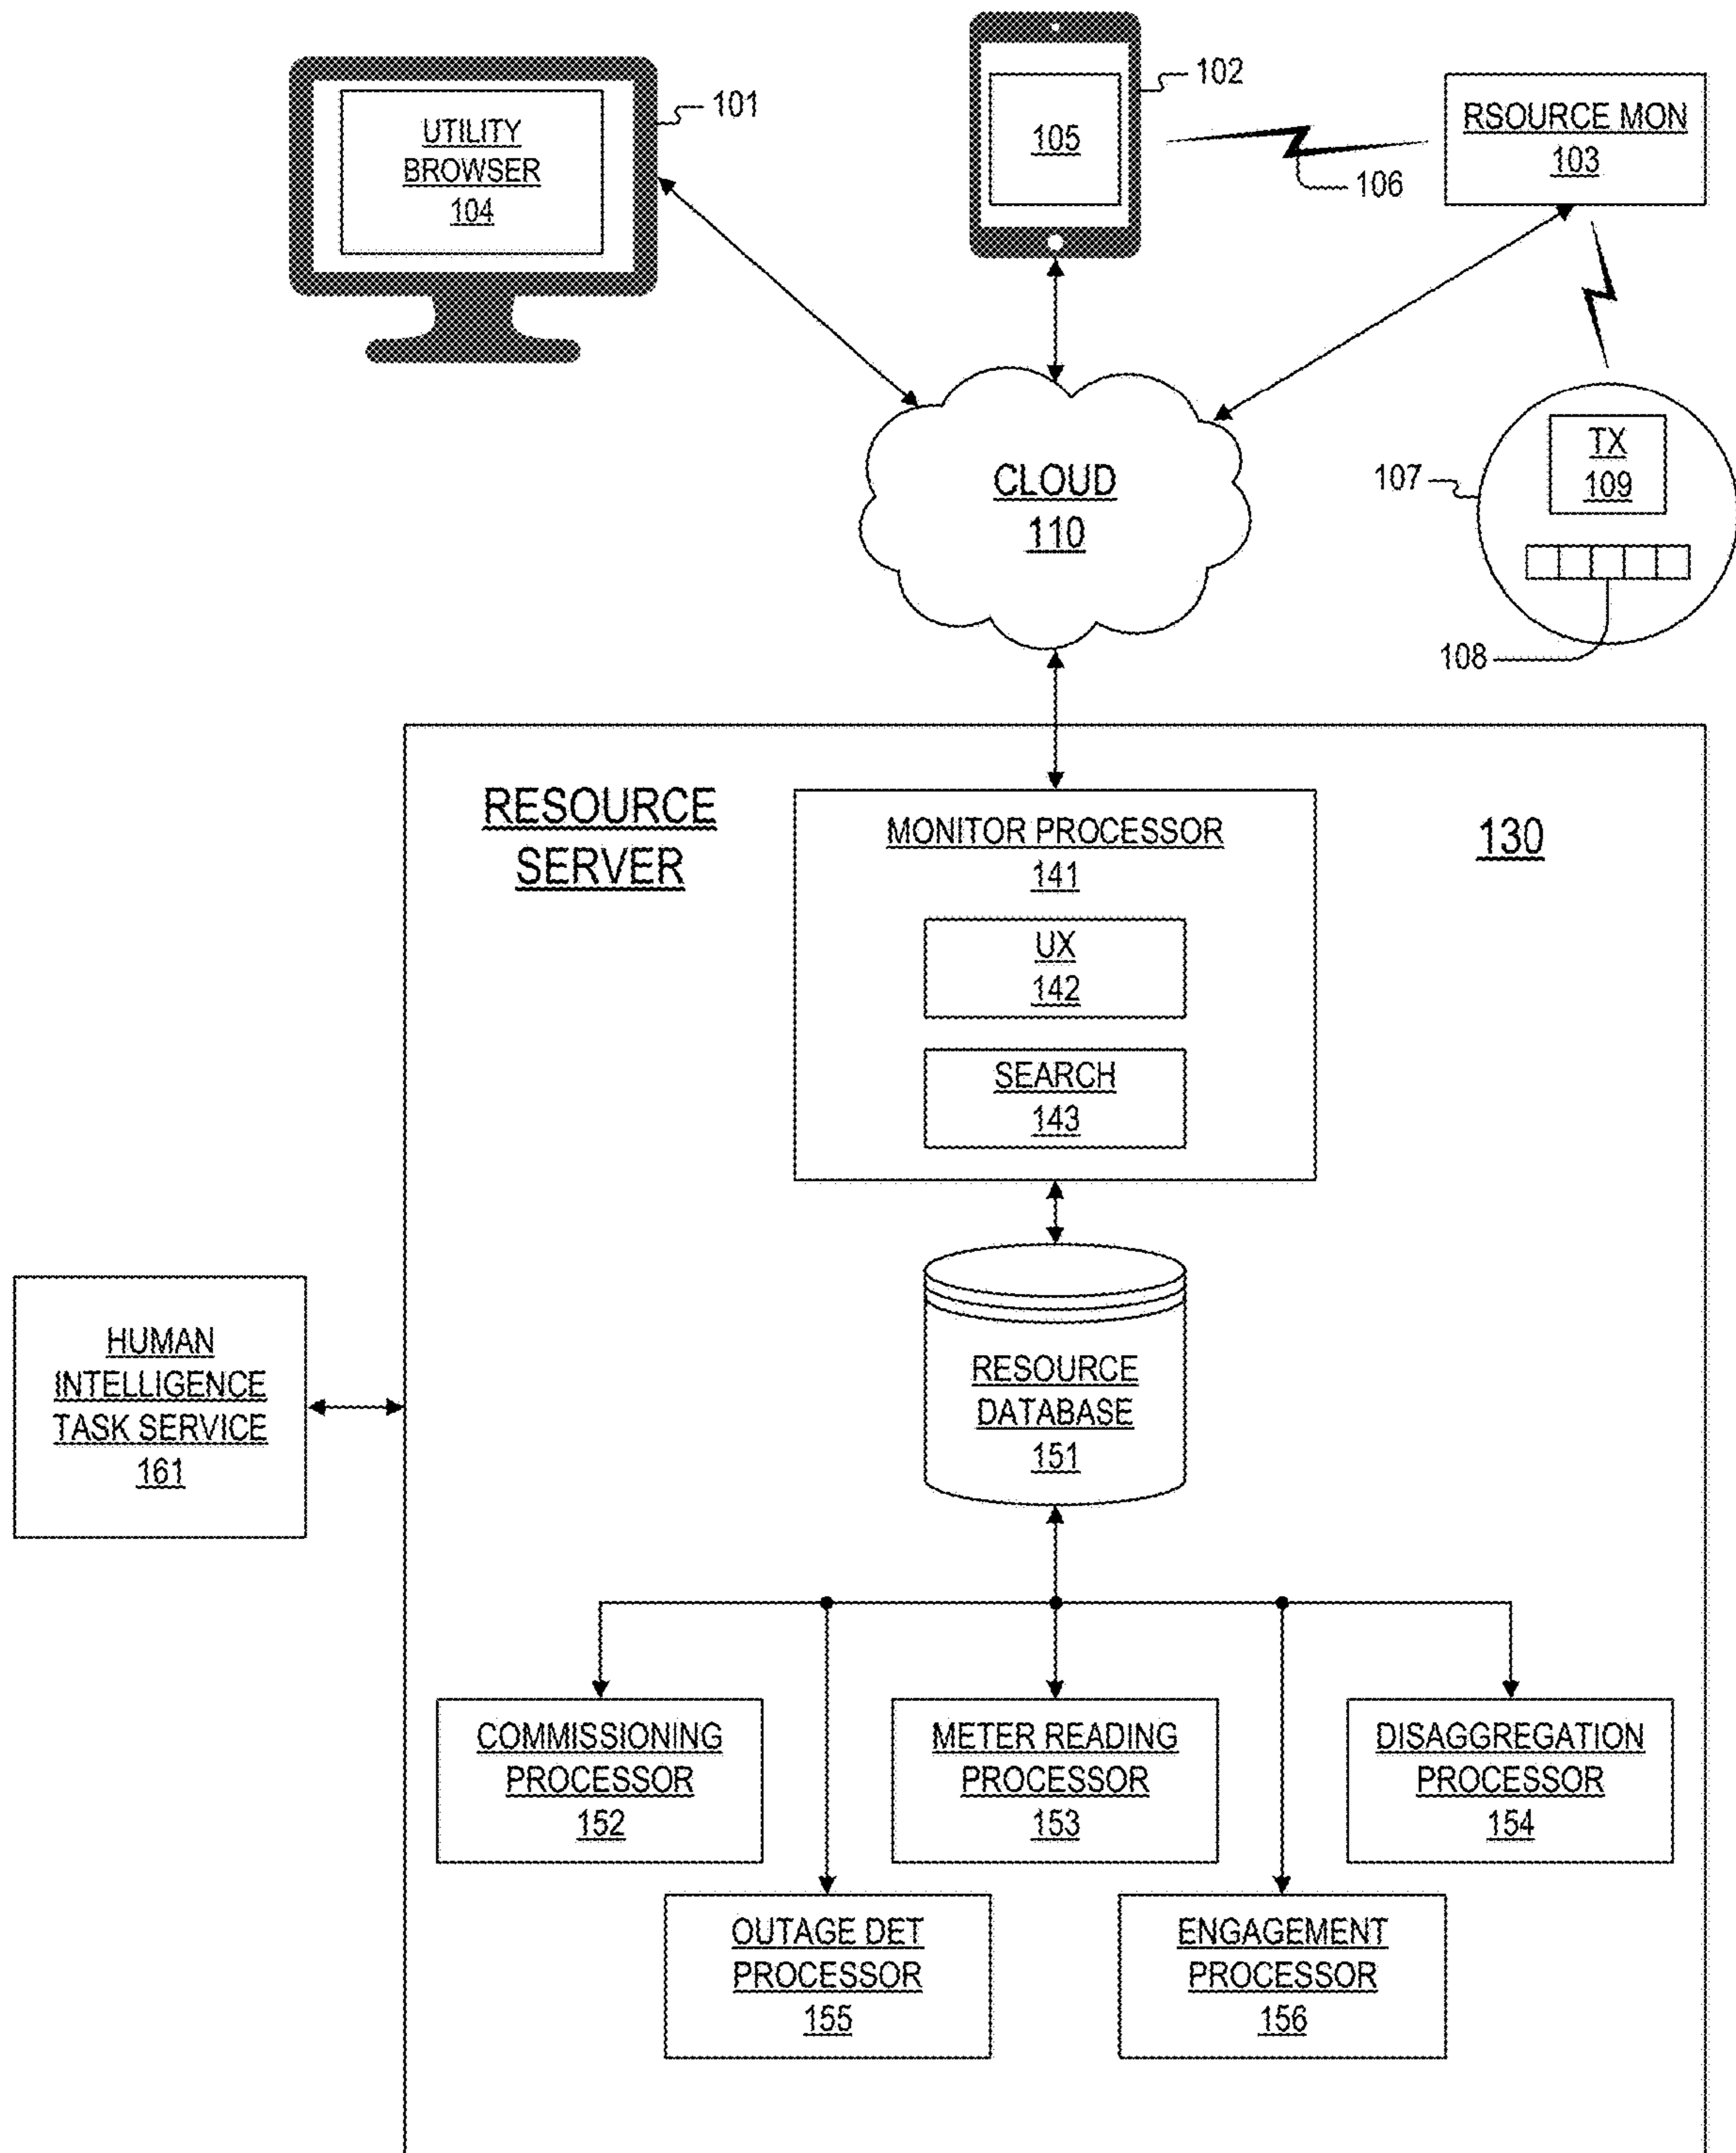 UTILITY
BROWSER
104
101
105
102
106
RSOURCE MON
103
CLOUD
110
107
TX
109
108
RESOURCE
SERVER
130
MONITOR PROCESSOR
141
UX
142
SEARCH
143
HUMAN
INTELLIGENCE
TASK SERVICE
161
RESOURCE
DATABASE
151
COMMISSIONING
PROCESSOR
152
METER READING
PROCESSOR
153
DISAGGREGATION
PROCESSOR
154
OUTAGE DET
PROCESSOR
155
ENGAGEMENT
PROCESSOR
156